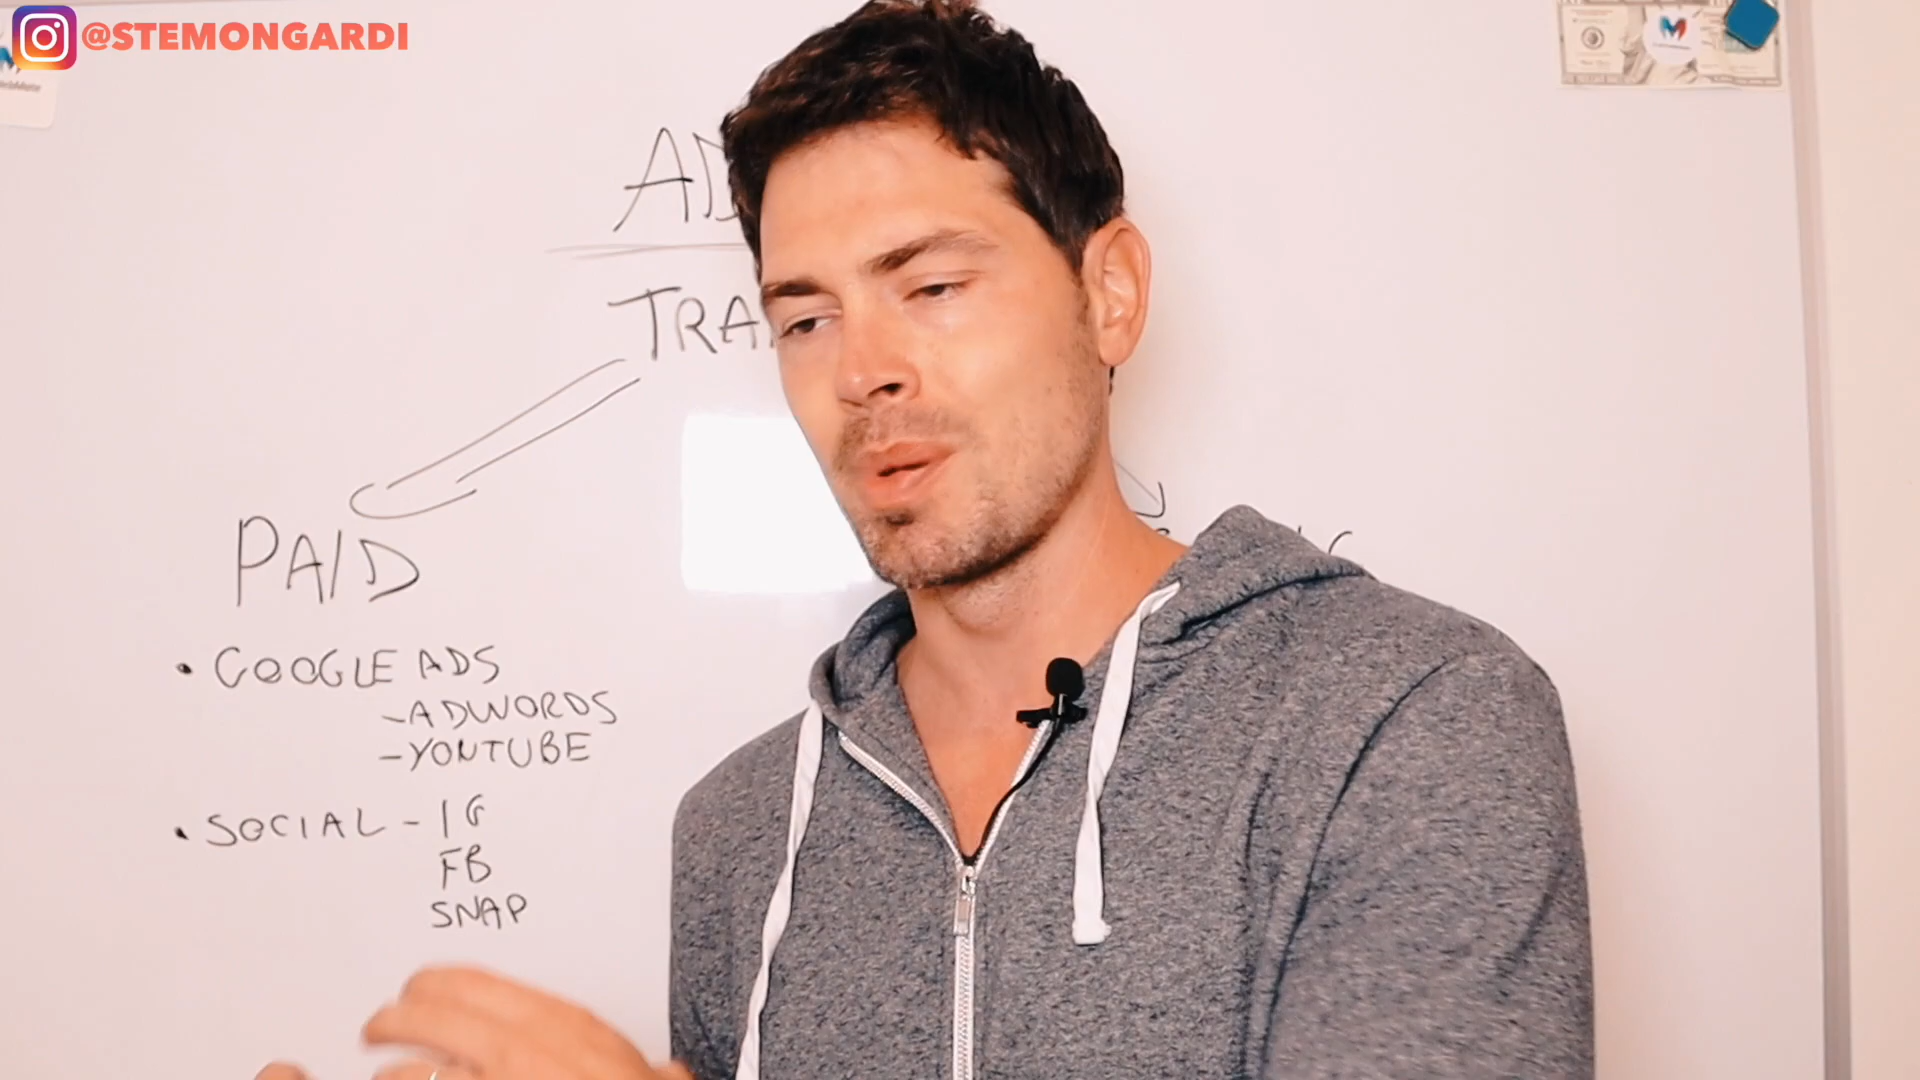 @STEMONGARDI
PAID
• GOOGLE ADS
- ADWORDS
- YOUTUBE
• SOCIAL - IG
FB
SNAP